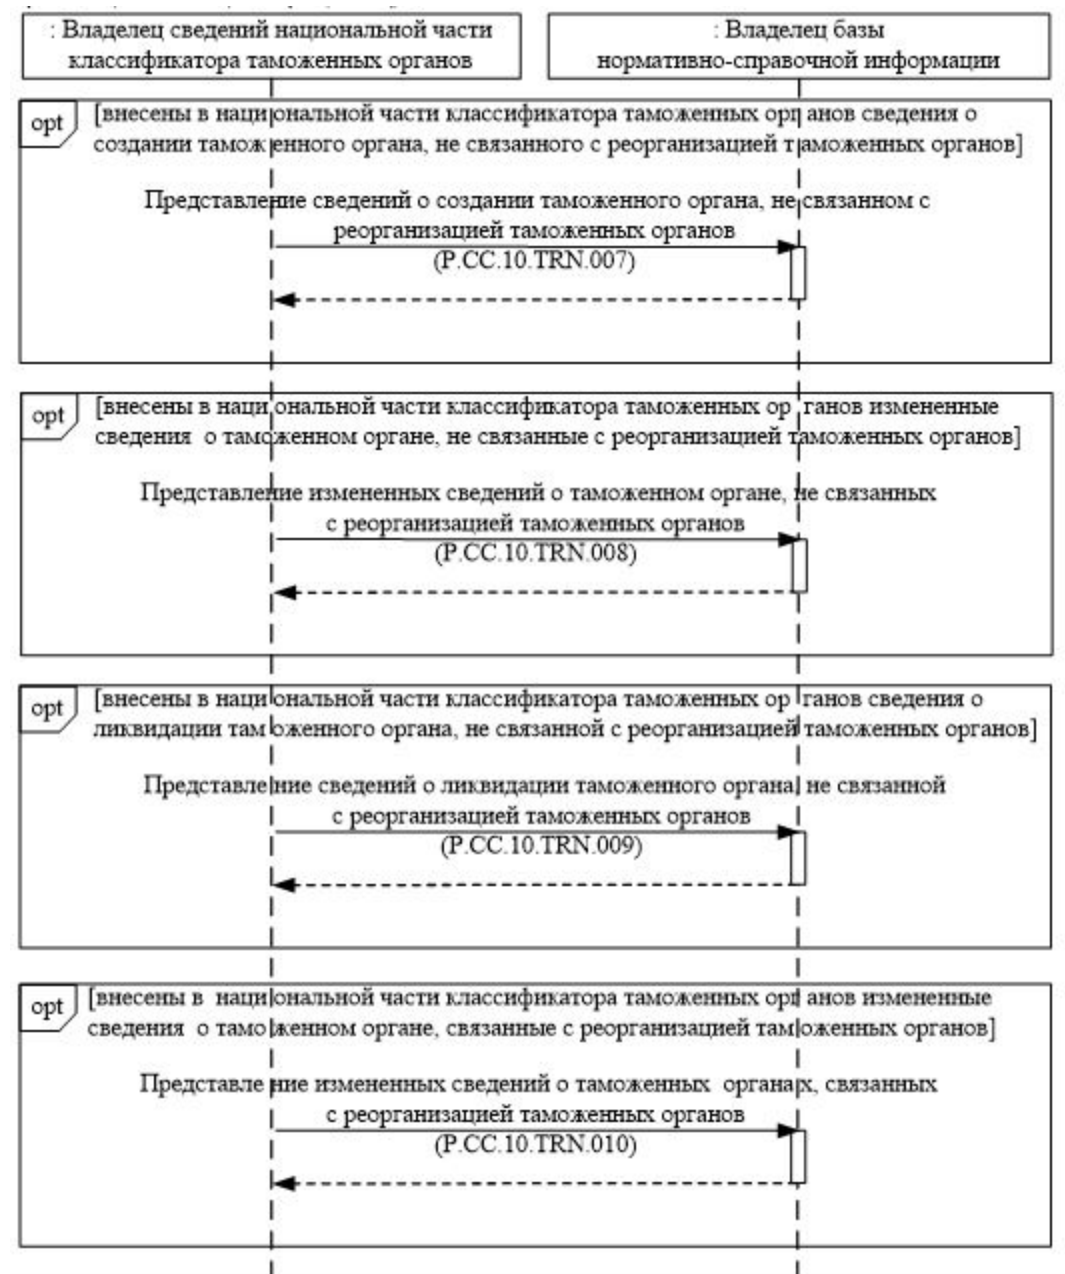 : Владелец сведений национальной части
классификатора таможенных органов
: Владелец базы
нормативно-справочной информации
opt
[внесены в национальной части классификатора таможенных органов сведения о
создании таможенного органа, не связанного с реорганизацией таможенных органов]
Представление сведений о создании таможенного органа, не связанном с
реорганизацией таможенных органов
(P.CC.10.TRN.007)
opt
[внесены в национальной части классификатора таможенных органов измененные
сведения о таможенном органе, не связанные с реорганизацией таможенных органов]
Представление измененных сведений о таможенном органе, не связанных
с реорганизацией таможенных органов
(P.CC.10.TRN.008)
opt
[внесены в национальной части классификатора таможенных органов сведения о
ликвидации таможенного органа, не связанной с реорганизацией таможенных органов]
Представление сведений о ликвидации таможенного органа, не связанной
с реорганизацией таможенных органов
(P.CC.10.TRN.009)
opt
[внесены в национальной части классификатора таможенных органов измененные
сведения о таможенном органе, связанные с реорганизацией таможенных органов]
Представление измененных сведений о таможенных органах, связанных
с реорганизацией таможенных органов
(P.CC.10.TRN.010)